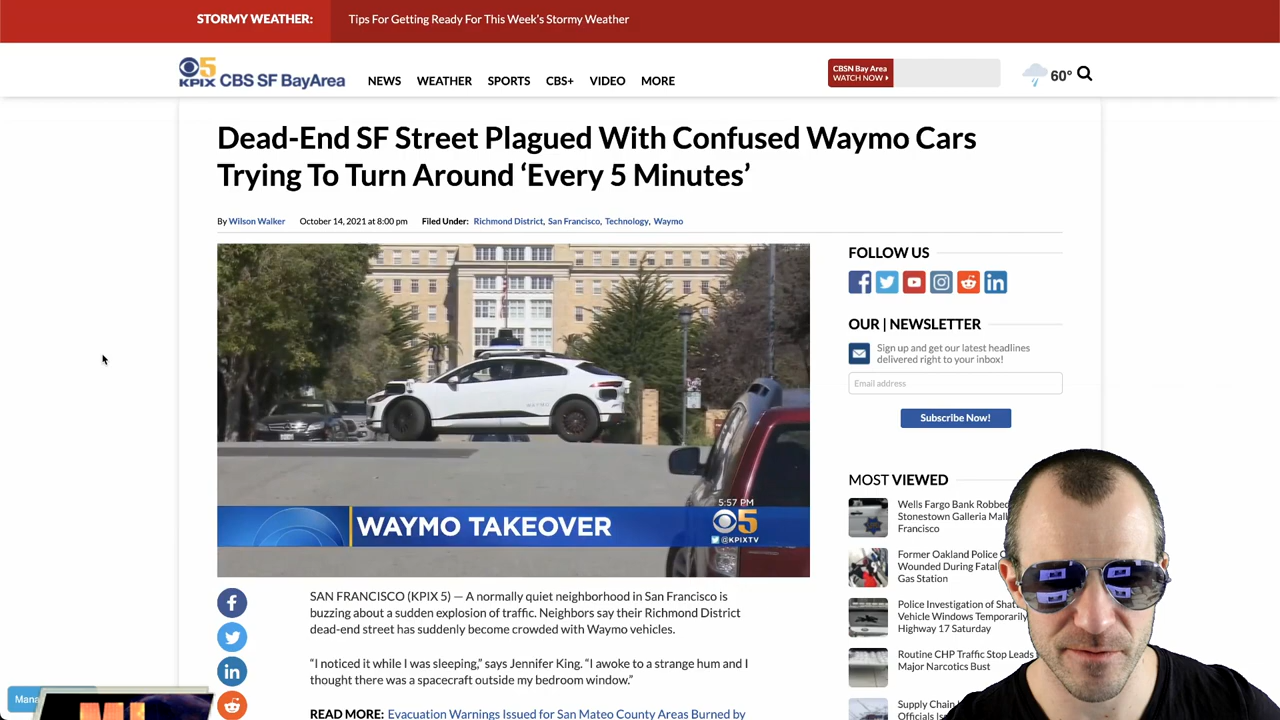 STORMY WEATHER: Tips For Getting Ready For This Week's Stormy Weather
5
KPIX CBS SF BayArea
NEWS WEATHER SPORTS CBS+ VIDEO MORE
CBSN Bay Area
WATCH NOW
60°
Dead-End SF Street Plagued With Confused Waymo Cars
Trying To Turn Around ‘Every 5 Minutes’
By Wilson Walker October 14, 2021 at 8:00 pm Filed Under: Richmond District, San Francisco, Technology, Waymo
WAYMO
5:57 PM
WAYMO TAKEOVER
5
@KPIXTV
SAN FRANCISCO (KPIX 5) — A normally quiet neighborhood in San Francisco is
buzzing about a sudden explosion of traffic. Neighbors say their Richmond District
dead-end street has suddenly become crowded with Waymo vehicles.
“I noticed it while I was sleeping,” says Jennifer King. “I awoke to a strange hum and I
thought there was a spacecraft outside my bedroom window.”
READ MORE: Evacuation Warnings Issued for San Mateo County Areas Burned by
FOLLOW US
OUR | NEWSLETTER
Sign up and get our latest headlines
delivered right to your inbox!
Email address
Subscribe Now!
MOST VIEWED
Wells Fargo Bank Robbed
Stonestown Galleria
Francisco
Former Oakland Police
Wounded During Fatal
Gas Station
Police Investigation of
Vehicle Windows Temporarily
Highway 17 Saturday
Routine CHP Traffic Stop Leads
Major Narcotics Bust
Supply Chain
Officials